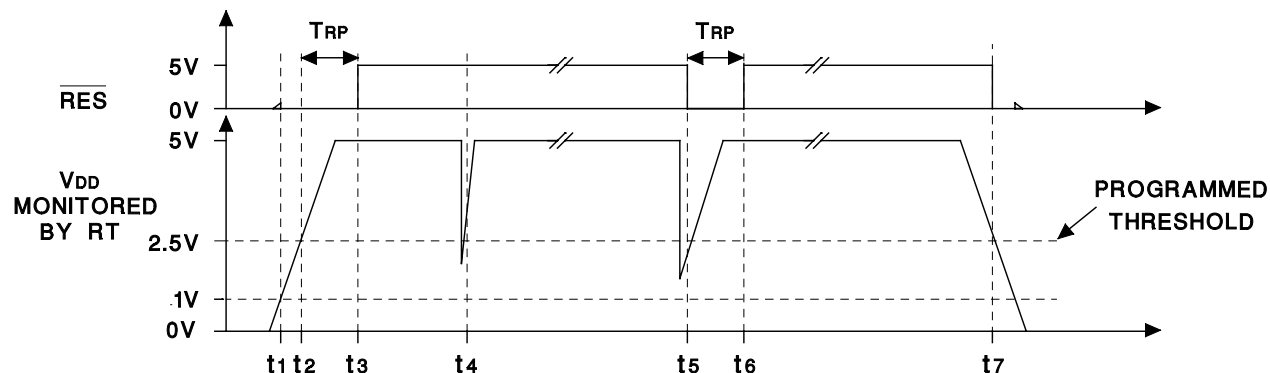 TRP TRP
5V
RES
0V
5V
VDD
MONITORED
BY RT
PROGRAMMED
THRESHOLD
2.5V
.1V
0V
t1 t2 t3 t4 t5 t6 t7